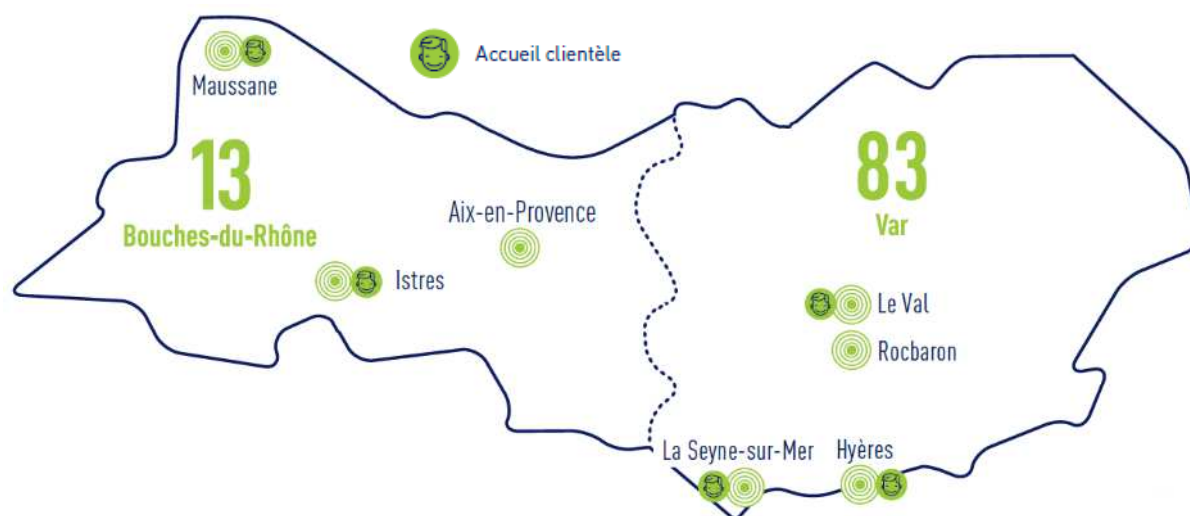 Accueil clientèle
Maussane
13
Bouches-du-Rhône
Aix-en-Provence
Istres
83
Var
Le Val
Rocbaron
La Seyne-sur-Mer
Hyères